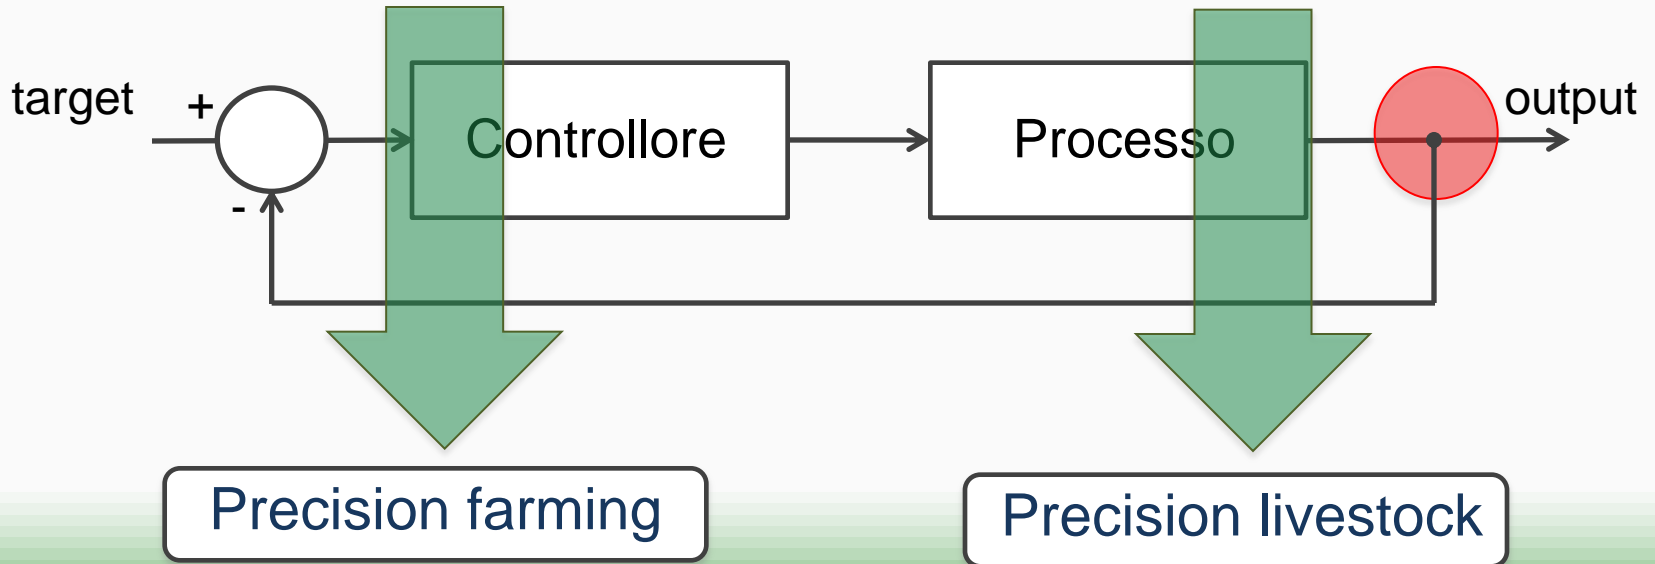 target
+
-
Controllore
Processo
output
Precision farming
Precision livestock